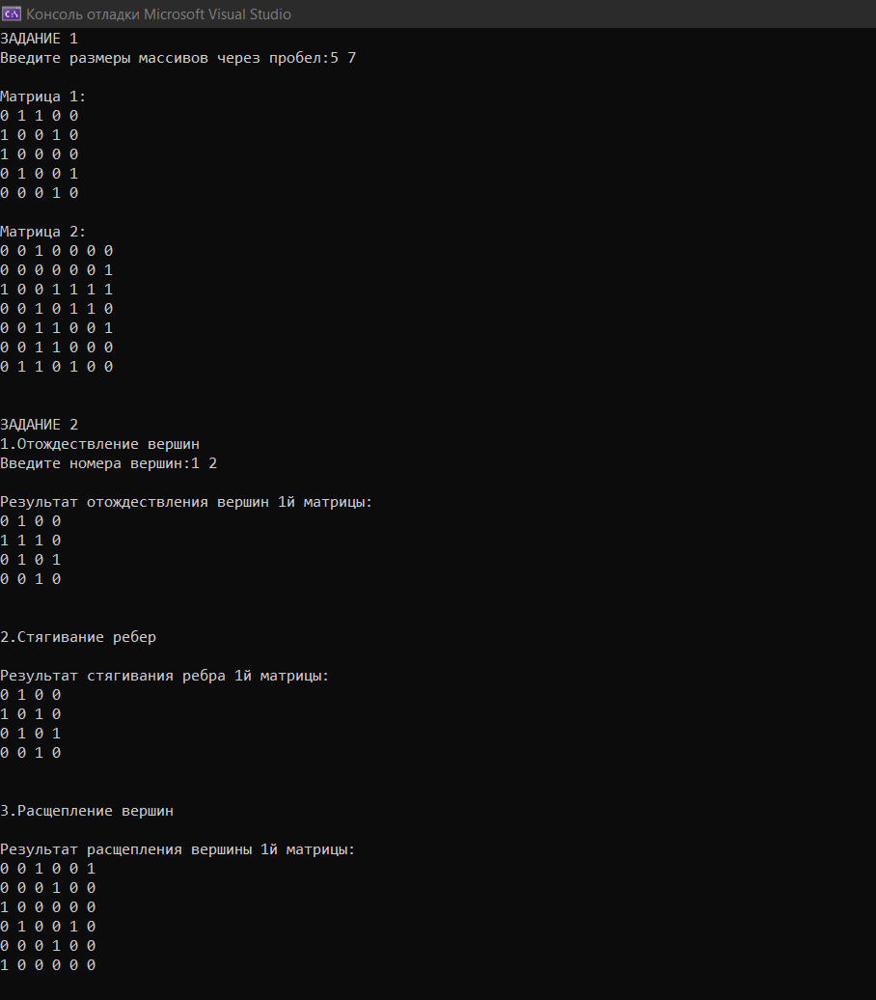 Консоль отладки Microsoft Visual Studio
ЗАДАНИЕ 1
Введите размеры массивов через пробел:5 7
Матрица 1:
0 1 1 0 0
1 0 0 1 0
1 0 0 0 0
0 1 0 0 1
0 0 0 1 0
Матрица 2:
0 0 1 0 0 0 0
0 0 0 0 0 0 1
1 0 0 1 1 1 1
0 0 1 0 1 1 0
0 0 1 1 0 0 1
0 0 1 1 0 0 0
0 1 1 0 1 0 0
ЗАДАНИЕ 2
1.Отождествление вершин
Введите номера вершин:1 2
Результат отождествления вершин 1й матрицы:
0 1 0 0
1 1 1 0
0 1 0 1
0 0 1 0
2.Стягивание ребер
Результат стягивания ребра 1й матрицы:
0 1 0 0
1 0 1 0
0 1 0 1
0 0 1 0
3.Расщепление вершин
Результат расщепления вершины 1й матрицы:
0 0 1 0 0 1
0 0 0 1 0 0
1 0 0 0 0 0
0 1 0 0 1 0
0 0 0 1 0 0
1 0 0 0 0 0